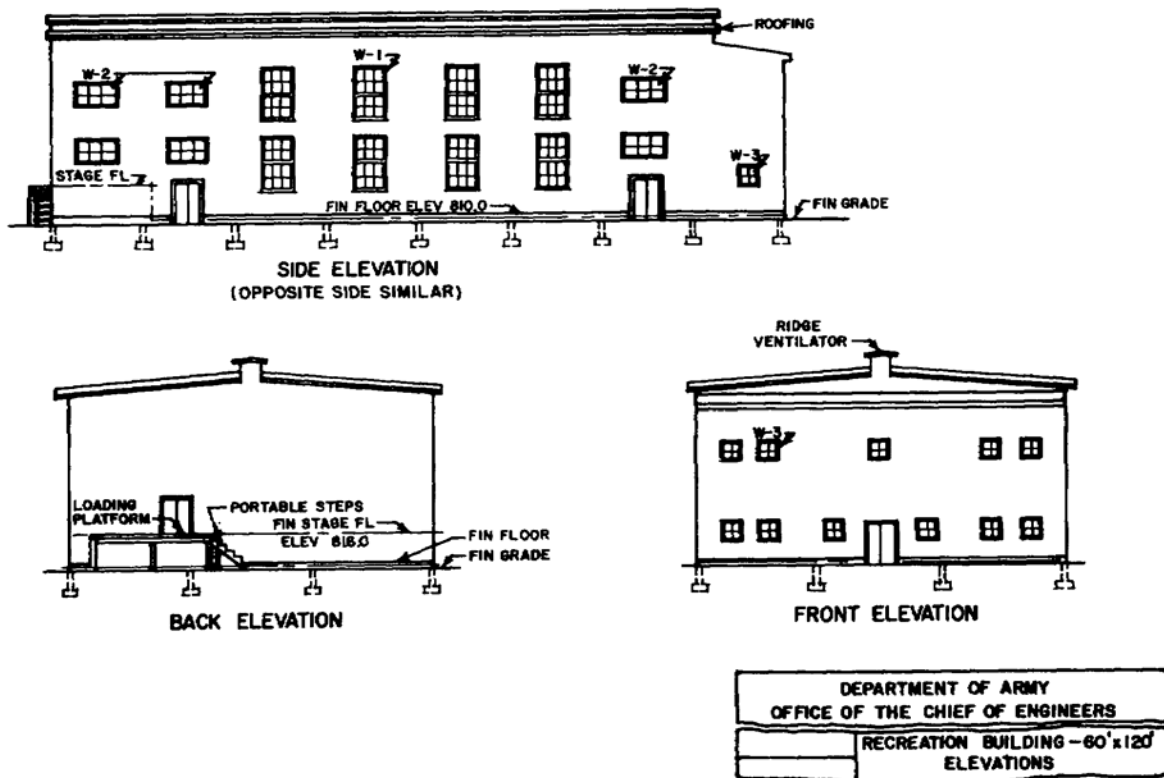 ROOFING
W-1
W-2
W-2
W-3
STAGE FL
FIN FLOOR ELEV 810.0
FIN GRADE
SIDE ELEVATION
(OPPOSITE SIDE SIMILAR)
RIDGE
VENTILATOR
W-3
LOADING
PLATFORM
PORTABLE STEPS
FIN STAGE FL
ELEV 818.0
FIN FLOOR
FIN GRADE
BACK ELEVATION
FRONT ELEVATION
DEPARTMENT OF ARMY
OFFICE OF THE CHIEF OF ENGINEERS
RECREATION BUILDING-60'x120'
ELEVATIONS